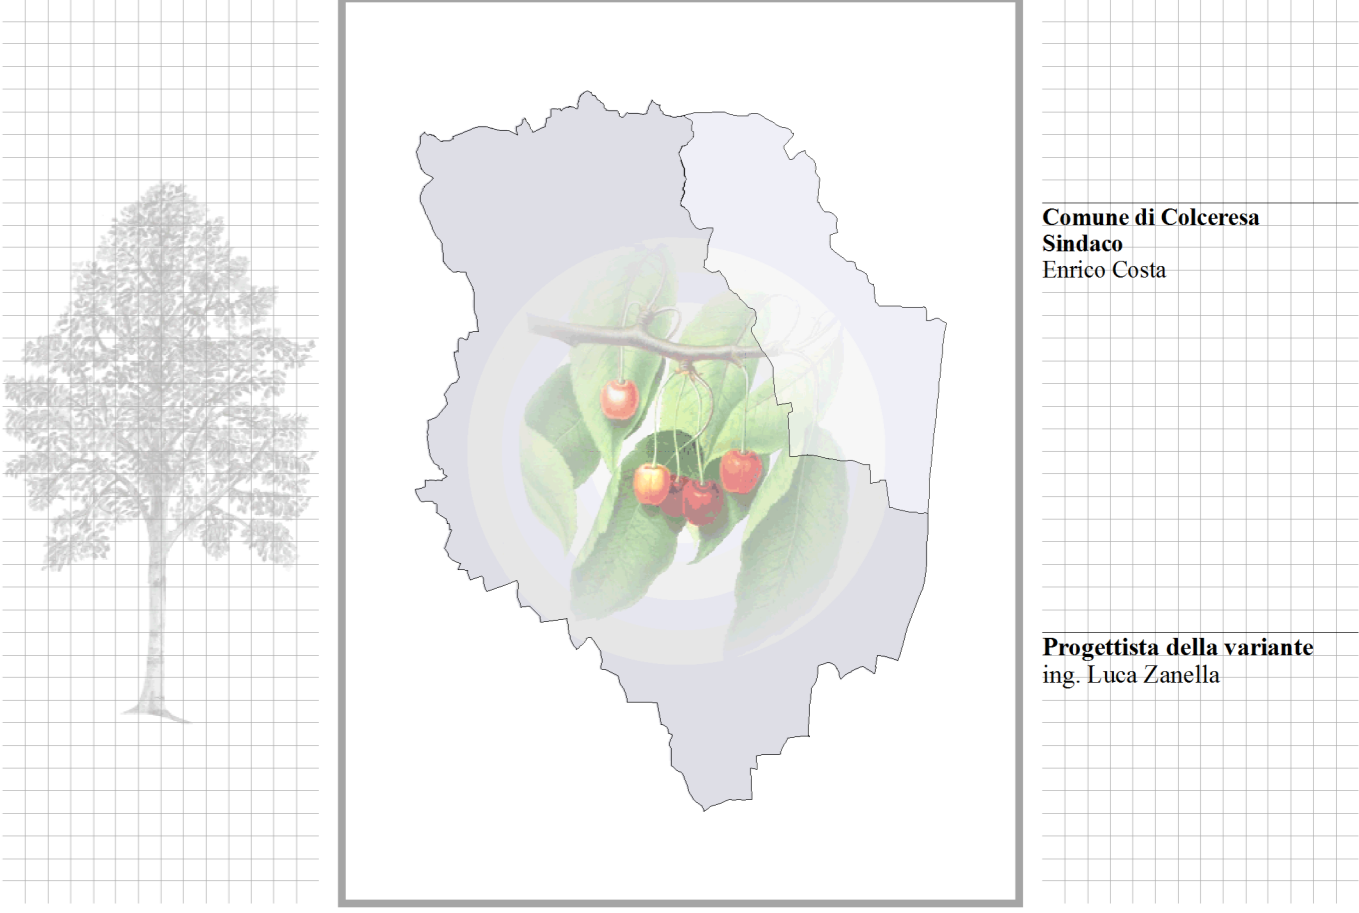 Comune di Colceresa
Sindaco
Enrico Costa
Progettista della variante
ing. Luca Zanella